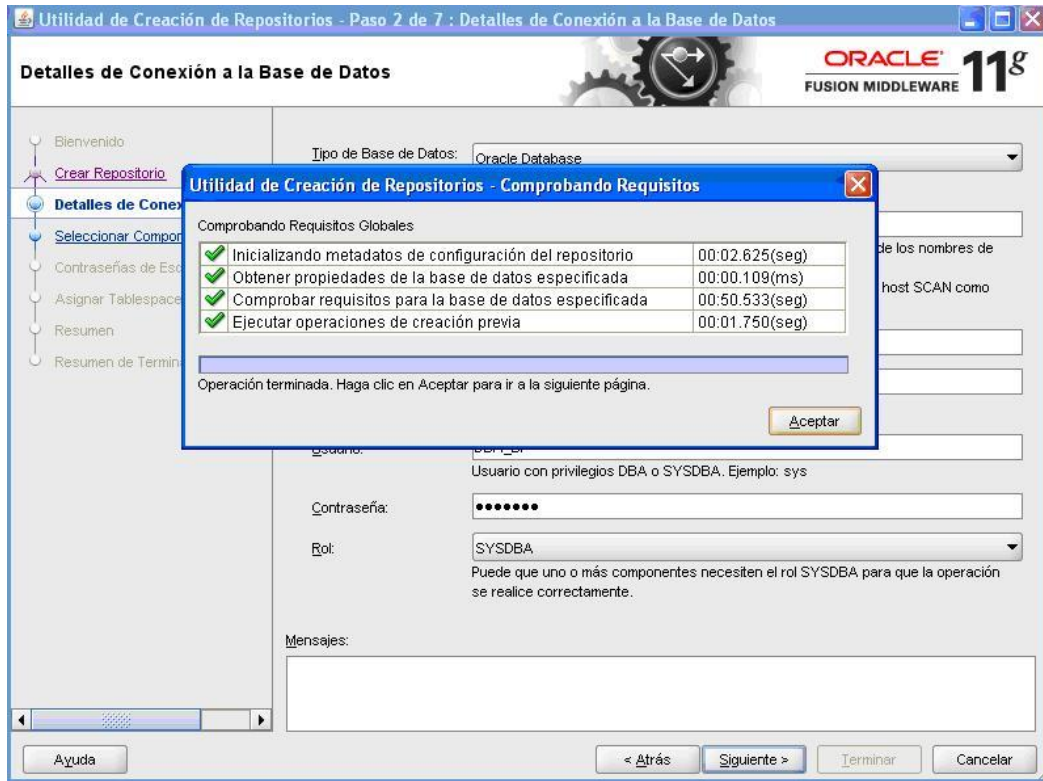 Utilidad de Creación de Repositorios - Paso 2 de 7 : Detalles de Conexión a la Base de Datos
Detalles de Conexión a la Base de Datos
ORACLE
FUSION MIDDLEWARE 11g
Bienvenido
Crear Repositorio
Detalles de Conex
Seleccionar Compon
Contraseñas de Esq
Asignar Tablespace
Resumen
Resumen de Termin
Tipo de Base de Datos: Oracle Database
de los nombres de
host SCAN como
Utilidad de Creación de Repositorios - Comprobando Requisitos
Comprobando Requisitos Globales
Inicializando metadatos de configuración del repositorio 00:02.625(seg)
Obtener propiedades de la base de datos especificada 00:00.109(ms)
Comprobar requisitos para la base de datos especificada 00:50.533(seg)
Ejecutar operaciones de creación previa 00:01.750(seg)
Operación terminada. Haga clic en Aceptar para ir a la siguiente página.
Aceptar
Usuario:
Usuario con privilegios DBA o SYSDBA. Ejemplo: sys
Contraseña: •••••••
Rol: SYSDBA
Puede que uno o más componentes necesiten el rol SYSDBA para que la operación
se realice correctamente.
Mensajes:
Ayuda
< Atrás
Siguiente >
Terminar
Cancelar